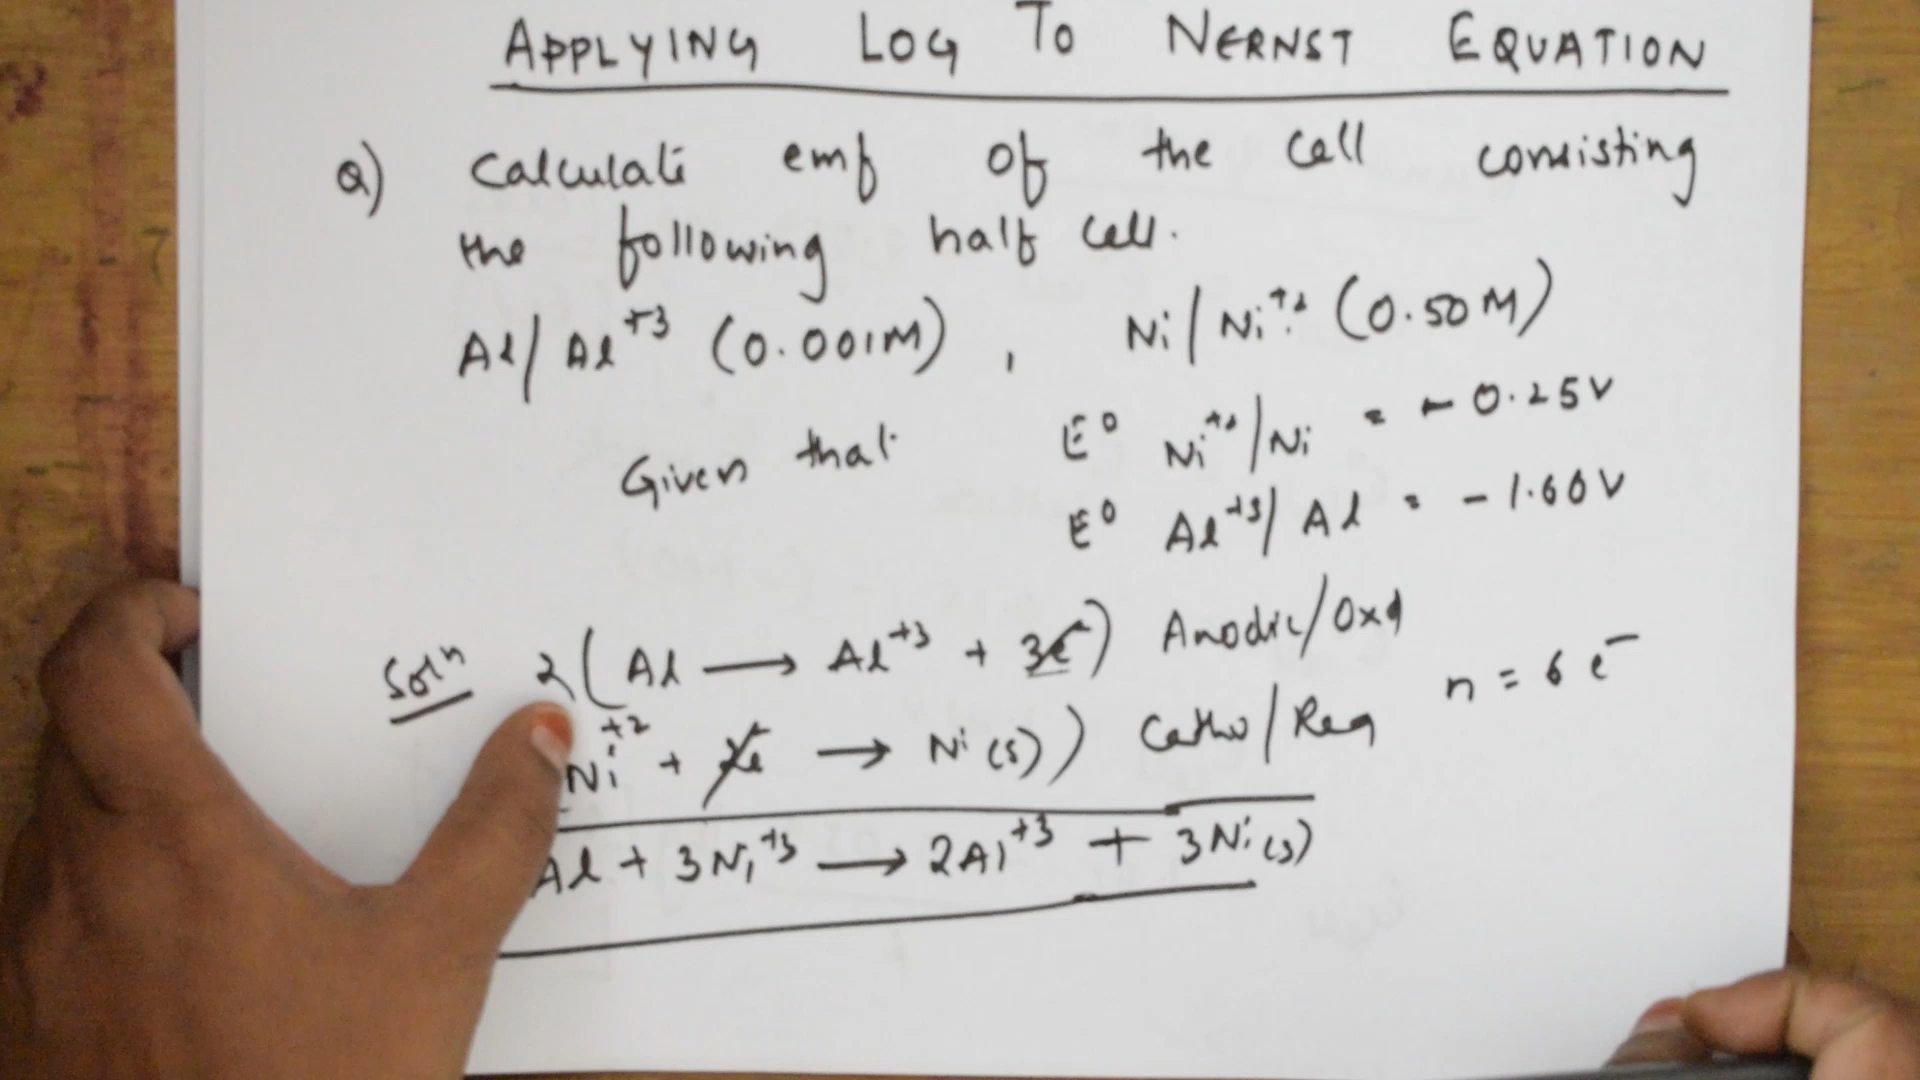 APPLYING LOG TO NERNST EQUATION
Q) Calculate emf of the cell consisting
the following half cell.
Al/Al+3 (0.001M) , Ni/Ni+2 (0.50M)
Given that E0 Ni+2/Ni = -0.25V
E0 Al+3/Al = -1.60V
Soln 2(Al → Al+3 + 3e-) Anodic/Oxd
Ni+2 + 2e → Ni(s)) Catho/Req n = 6e-
Al + 3Ni+3 → 2Al+3 + 3Ni(s)